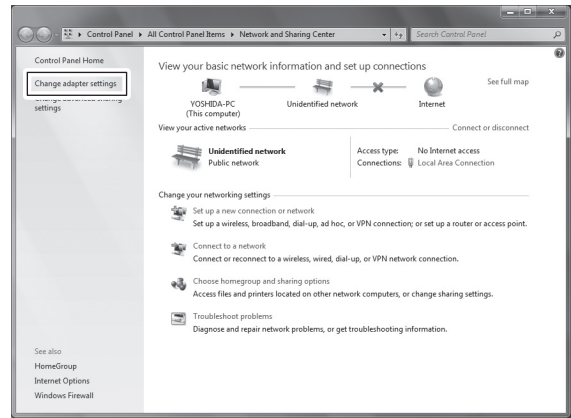 Control Panel ▸ All Control Panel Items ▸ Network and Sharing Center
Search Control Panel
Control Panel Home
Change adapter settings
Change advanced sharing
settings
See also
HomeGroup
Internet Options
Windows Firewall
View your basic network information and set up connections
See full map
YOSHIDA-PC
(This computer)
Unidentified network
Internet
View your active networks
Connect or disconnect
Unidentified network
Public network
Access type: No Internet access
Connections: Local Area Connection
Change your networking settings
Set up a new connection or network
Set up a wireless, broadband, dial-up, ad hoc, or VPN connection; or set up a router or access point.
Connect to a network
Connect or reconnect to a wireless, wired, dial-up, or VPN network connection.
Choose homegroup and sharing options
Access files and printers located on other network computers, or change sharing settings.
Troubleshoot problems
Diagnose and repair network problems, or get troubleshooting information.